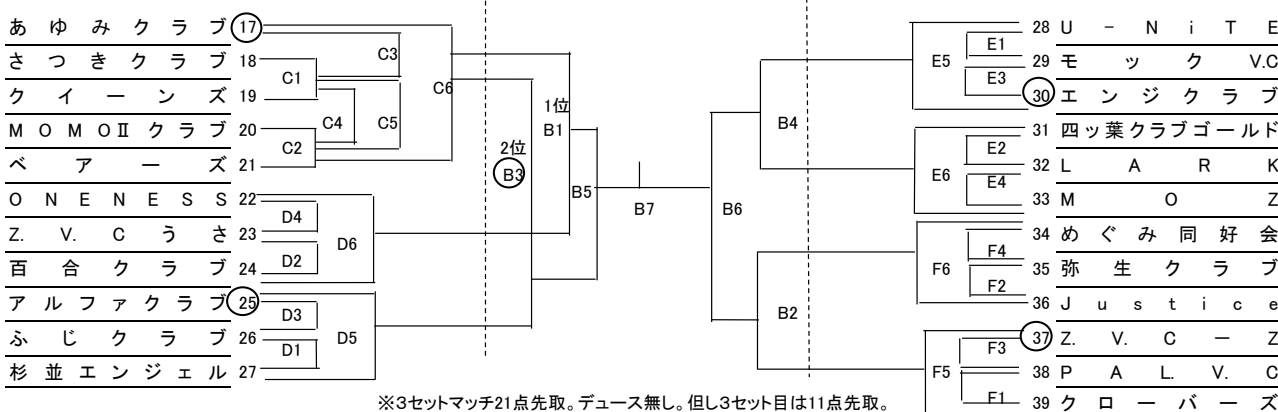 あゆみクラブ 17
さつきクラブ 18
クイーンズ 19
MOMOⅡクラブ 20
ベアーズ 21
ONENESS 22
Z.V.Cうさ 23
百合クラブ 24
アルファクラブ 25
ふじクラブ 26
杉並エンジェル 27
C1
C2
C3
C4
C5
C6
D4
D2
D6
D3
D1
D5
1位
B1
2位
B3
B5
B7
B6
B4
B2
E5
E1
E3
E6
E2
E4
F6
F4
F2
F5
F3
F1
28 U-NiTE
29 モックV.C
30 エンジクラブ
31 四ッ葉クラブゴールド
32 LARK
33 MOZ
34 めぐみ同好会
35 弥生クラブ
36 Justice
37 Z.V.C-Z
38 PAL.V.C
39 クローバーズ
※3セットマッチ21点先取。デュース無し。但し3セット目は11点先取。